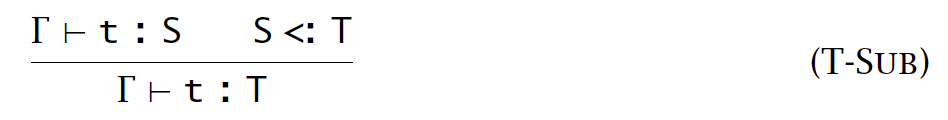 Γ ⊢ t : S S <: T
(T-SUB)
Γ ⊢ t : T